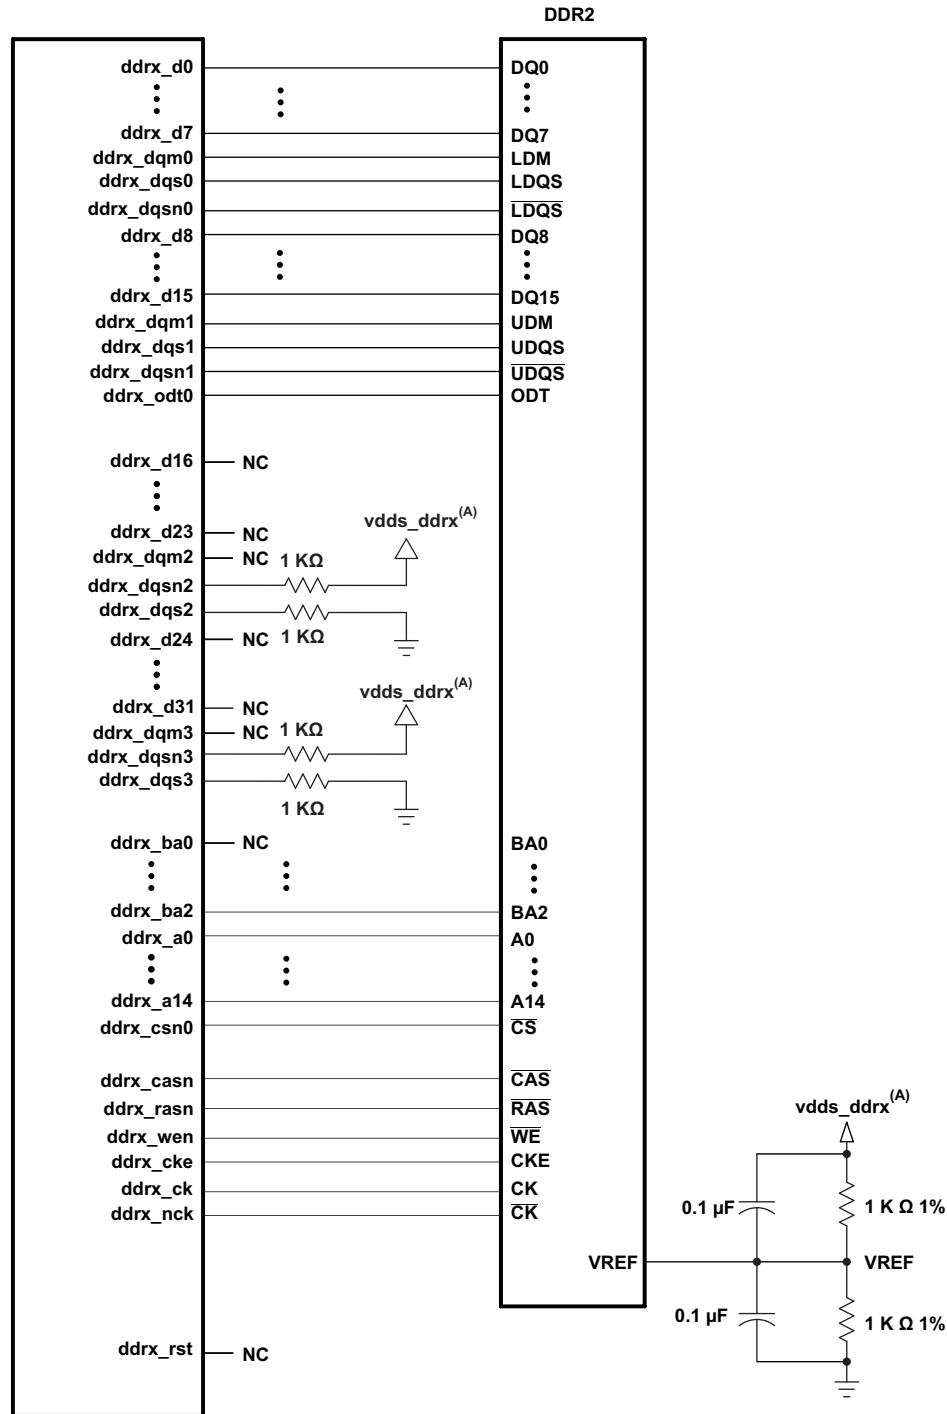 DDR2
ddrx_d0 DQ0
ddrx_d7 DQ7
ddrx_dqm0 LDM
ddrx_dqs0 LDQS
ddrx_dqsn0 LDQS
ddrx_d8 DQ8
ddrx_d15 DQ15
ddrx_dqm1 UDM
ddrx_dqs1 UDQS
ddrx_dqsn1 UDQS
ddrx_odt0 ODT
ddrx_d16 NC
vdds_ddrx(A)
ddrx_d23 NC
ddrx_dqm2 NC 1 KΩ
ddrx_dqsn2
ddrx_dqs2
ddrx_d24 NC 1 KΩ
vdds_ddrx(A)
ddrx_d31 NC
ddrx_dqm3 NC 1 KΩ
ddrx_dqsn3
ddrx_dqs3
1 KΩ
ddrx_ba0 NC BA0
ddrx_ba2 BA2
ddrx_a0 A0
ddrx_a14 A14
ddrx_csn0 CS
ddrx_casn CAS
ddrx_rasn RAS
vdds_ddrx(A)
ddrx_wen WE
ddrx_cke CKE
ddrx_ck CK
ddrx_nck CK
0.1 µF 1 K Ω 1%
VREF VREF
0.1 µF 1 K Ω 1%
ddrx_rst NC